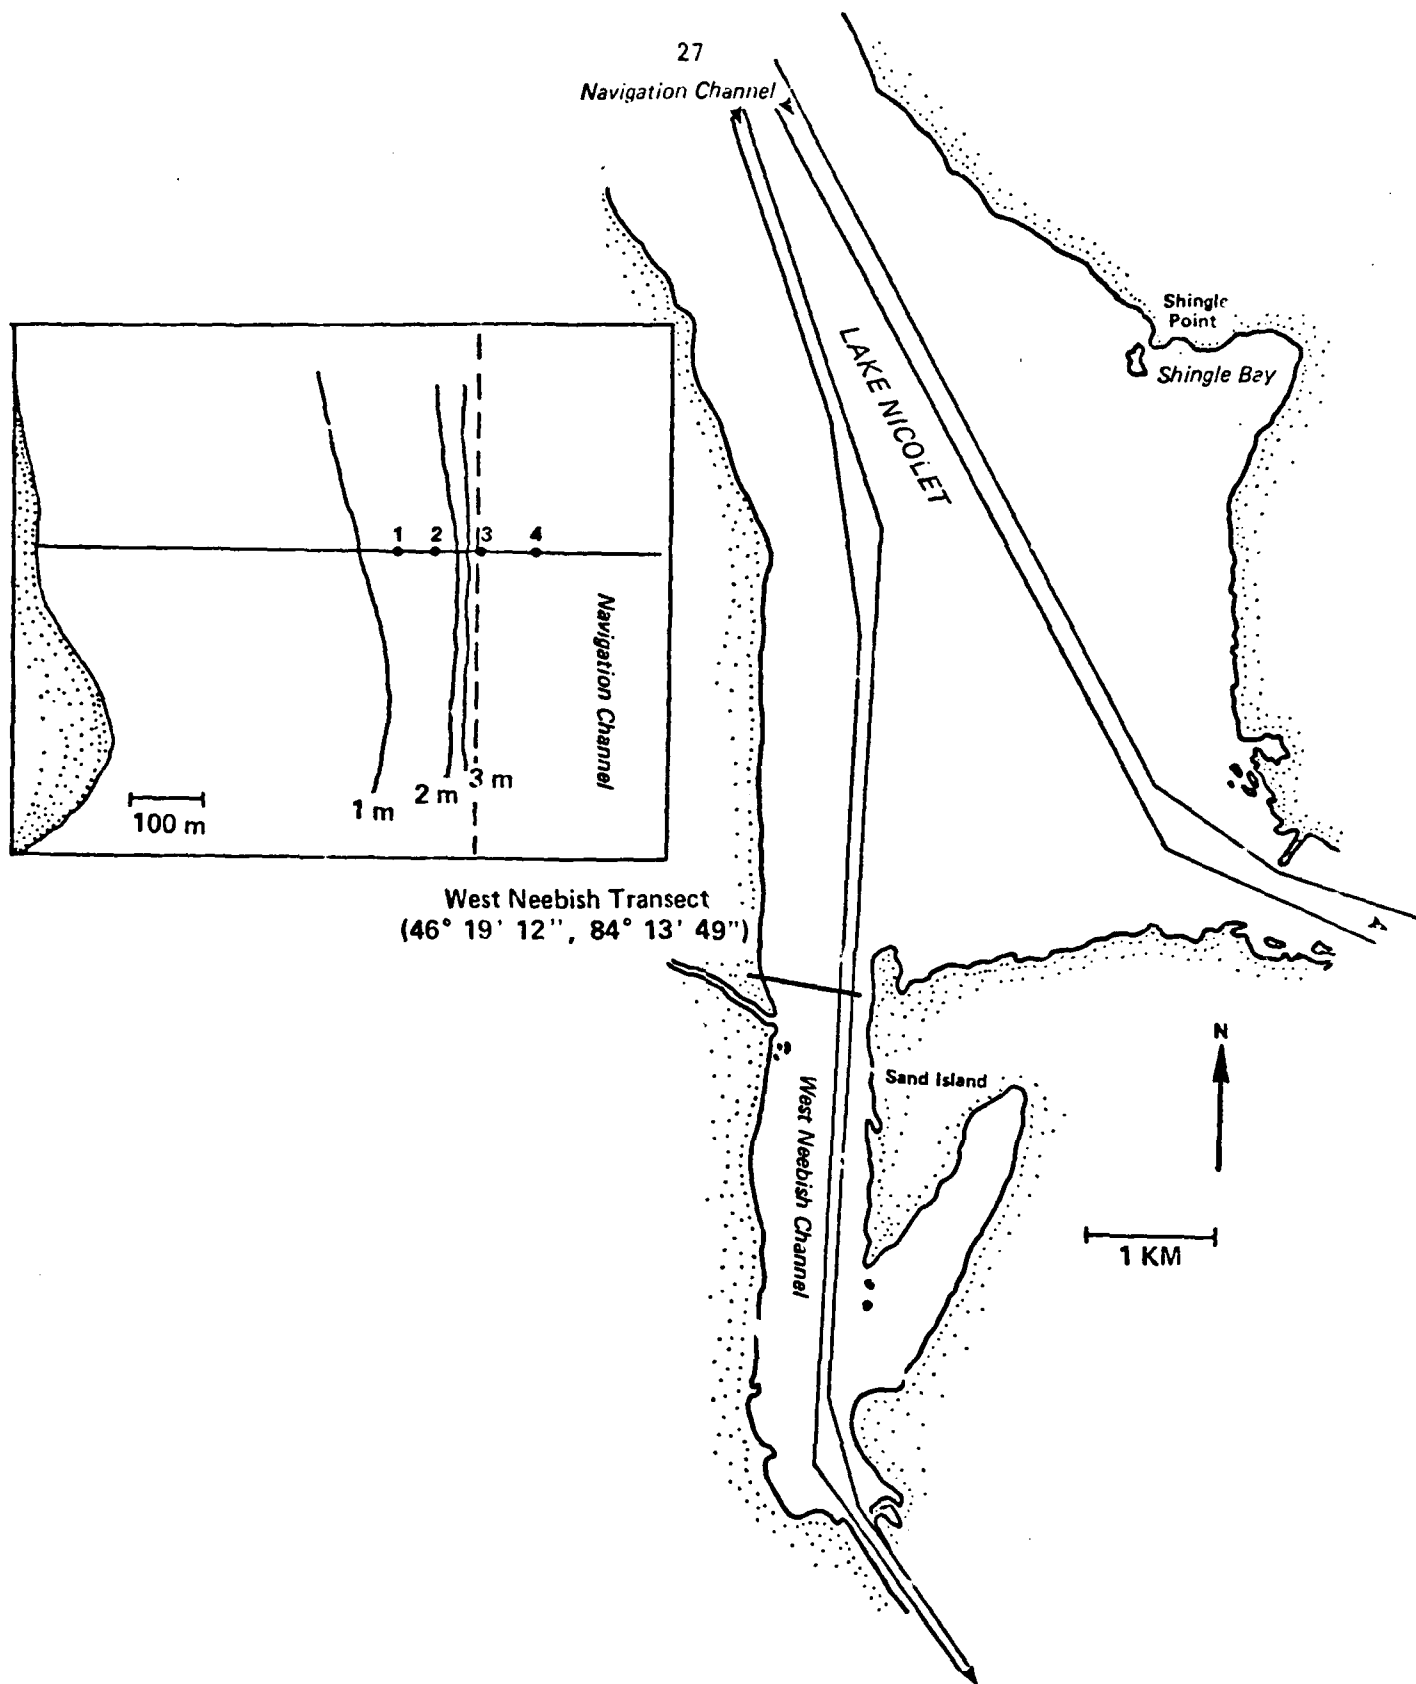 27
Navigation Channel
Shingle
Point
Shingle Bay
LAKE NICOLET
1 2 3 4
Navigation Channel
1 m
2 m
3 m
100 m
West Neebish Transect
(46° 19' 12'', 84° 13' 49")
N
Sand Island
West Neebish Channel
1 KM